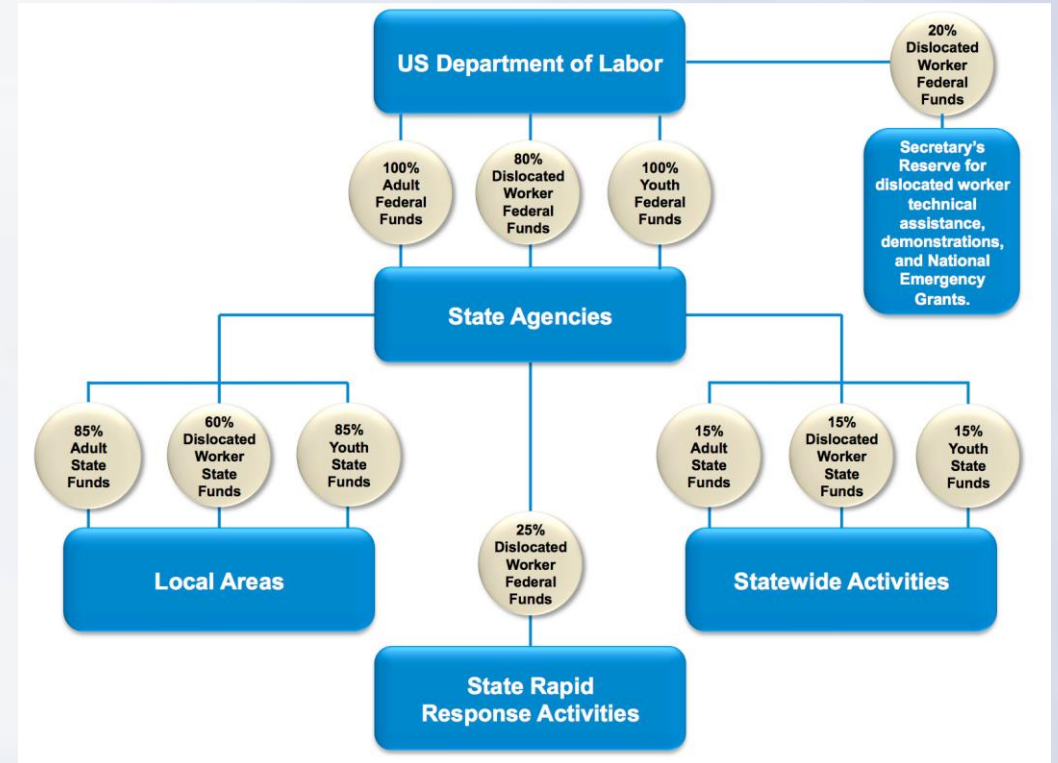 US Department of Labor
20%
Dislocated
Worker
Federal
Funds
100%
Adult
Federal
Funds
80%
Dislocated
Worker
Federal
Funds
100%
Youth
Federal
Funds
Secretary's
Reserve for
dislocated worker
technical
assistance,
demonstrations,
and National
Emergency
Grants.
State Agencies
85%
Adult
State
Funds
60%
Dislocated
Worker
State
Funds
85%
Youth
State
Funds
15%
Adult
State
Funds
15%
Dislocated
Worker
State
Funds
15%
Youth
State
Funds
Local Areas
25%
Dislocated
Worker
Federal
Funds
Statewide Activities
State Rapid
Response Activities